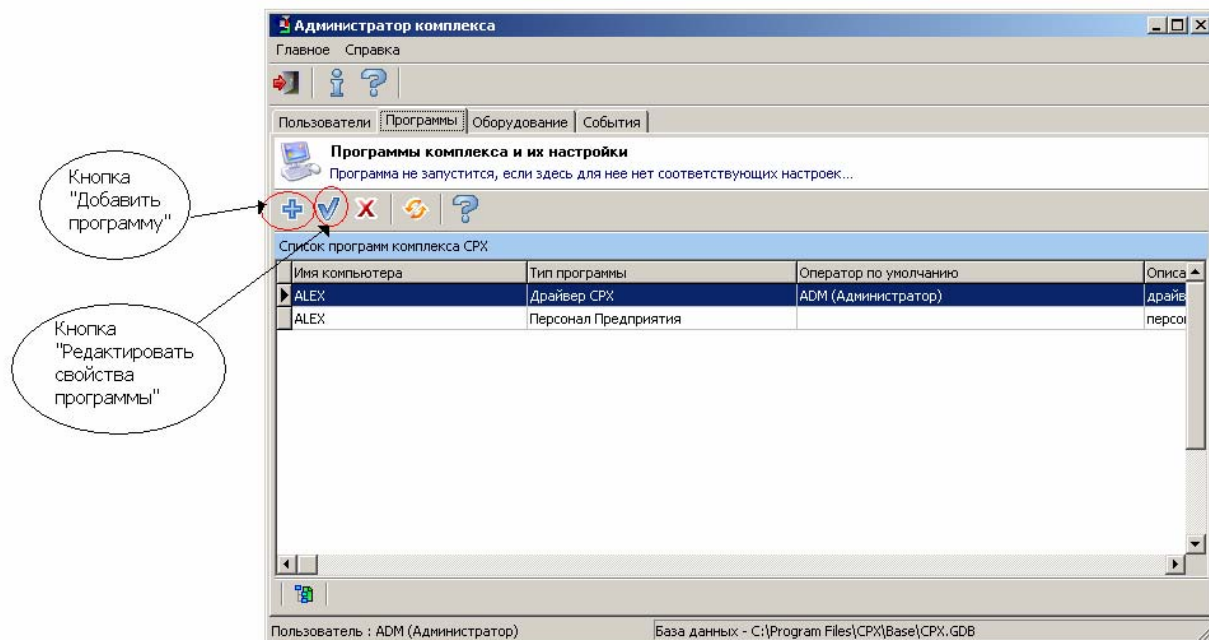 Администратор комплекса
Главное Справка
Пользователи Программы Оборудование События
Программы комплекса и их настройки
Программа не запустится, если здесь для нее нет соответствующих настроек...
Кнопка
"Добавить
программу"
Список программ комплекса СРХ
Имя компьютера Тип программы Оператор по умолчанию Описа
ALEX Драйвер СРХ ADM (Администратор) драйв
ALEX Персонал Предприятия персон
Кнопка
"Редактировать
свойства
программы"
Пользователь : ADM (Администратор) База данных - C:\Program Files\CPX\Base\CPX.GDB